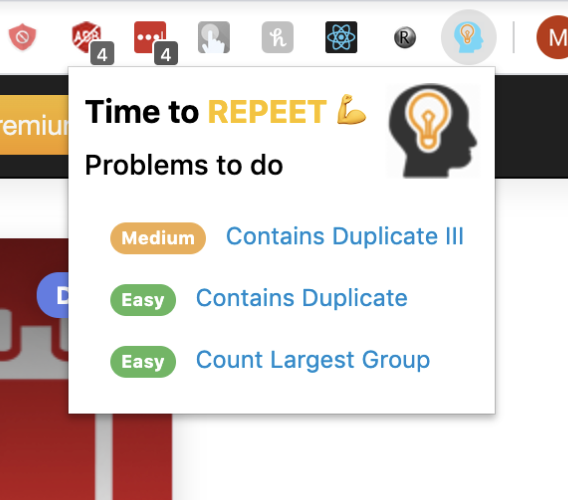 ABP
4
4
h
R
M
remium
Time to REPEET 💪
Problems to do
Medium Contains Duplicate III
Easy Contains Duplicate
Easy Count Largest Group
D